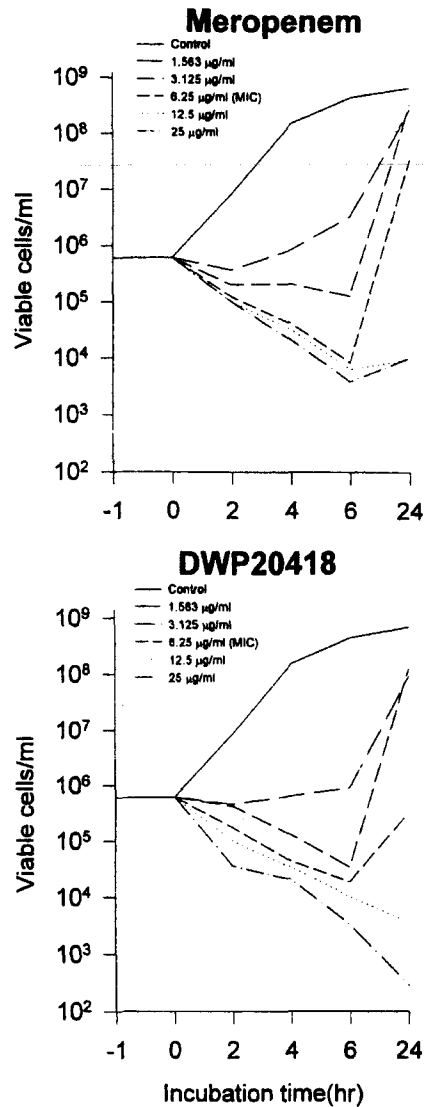 Meropenem
Control
1.563 µg/ml
3.125 µg/ml
6.25 µg/ml (MIC)
12.5 µg/ml
25 µg/ml
10⁹
10⁸
10⁷
10⁶
10⁵
10⁴
10³
10²
Viable cells/ml
-1 0 2 4 6 24
DWP20418
Control
1.563 µg/ml
3.125 µg/ml
6.25 µg/ml (MIC)
12.5 µg/ml
25 µg/ml
10⁹
10⁸
10⁷
10⁶
10⁵
10⁴
10³
10²
Viable cells/ml
-1 0 2 4 6 24
Incubation time(hr)